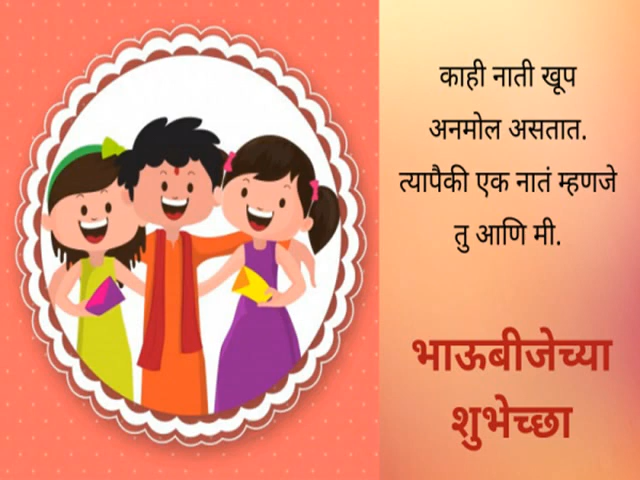 काही नाती खूप
अनमोल असतात.
त्यापैकी एक नातं म्हणजे
तु आणि मी.
भाऊबीजेच्या
शुभेच्छा